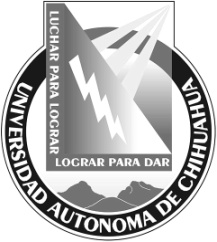 LUCHAR PARA LOGRAR
LOGRAR PARA DAR
UNIVERSIDAD AUTONOMA DE CHIHUAHUA